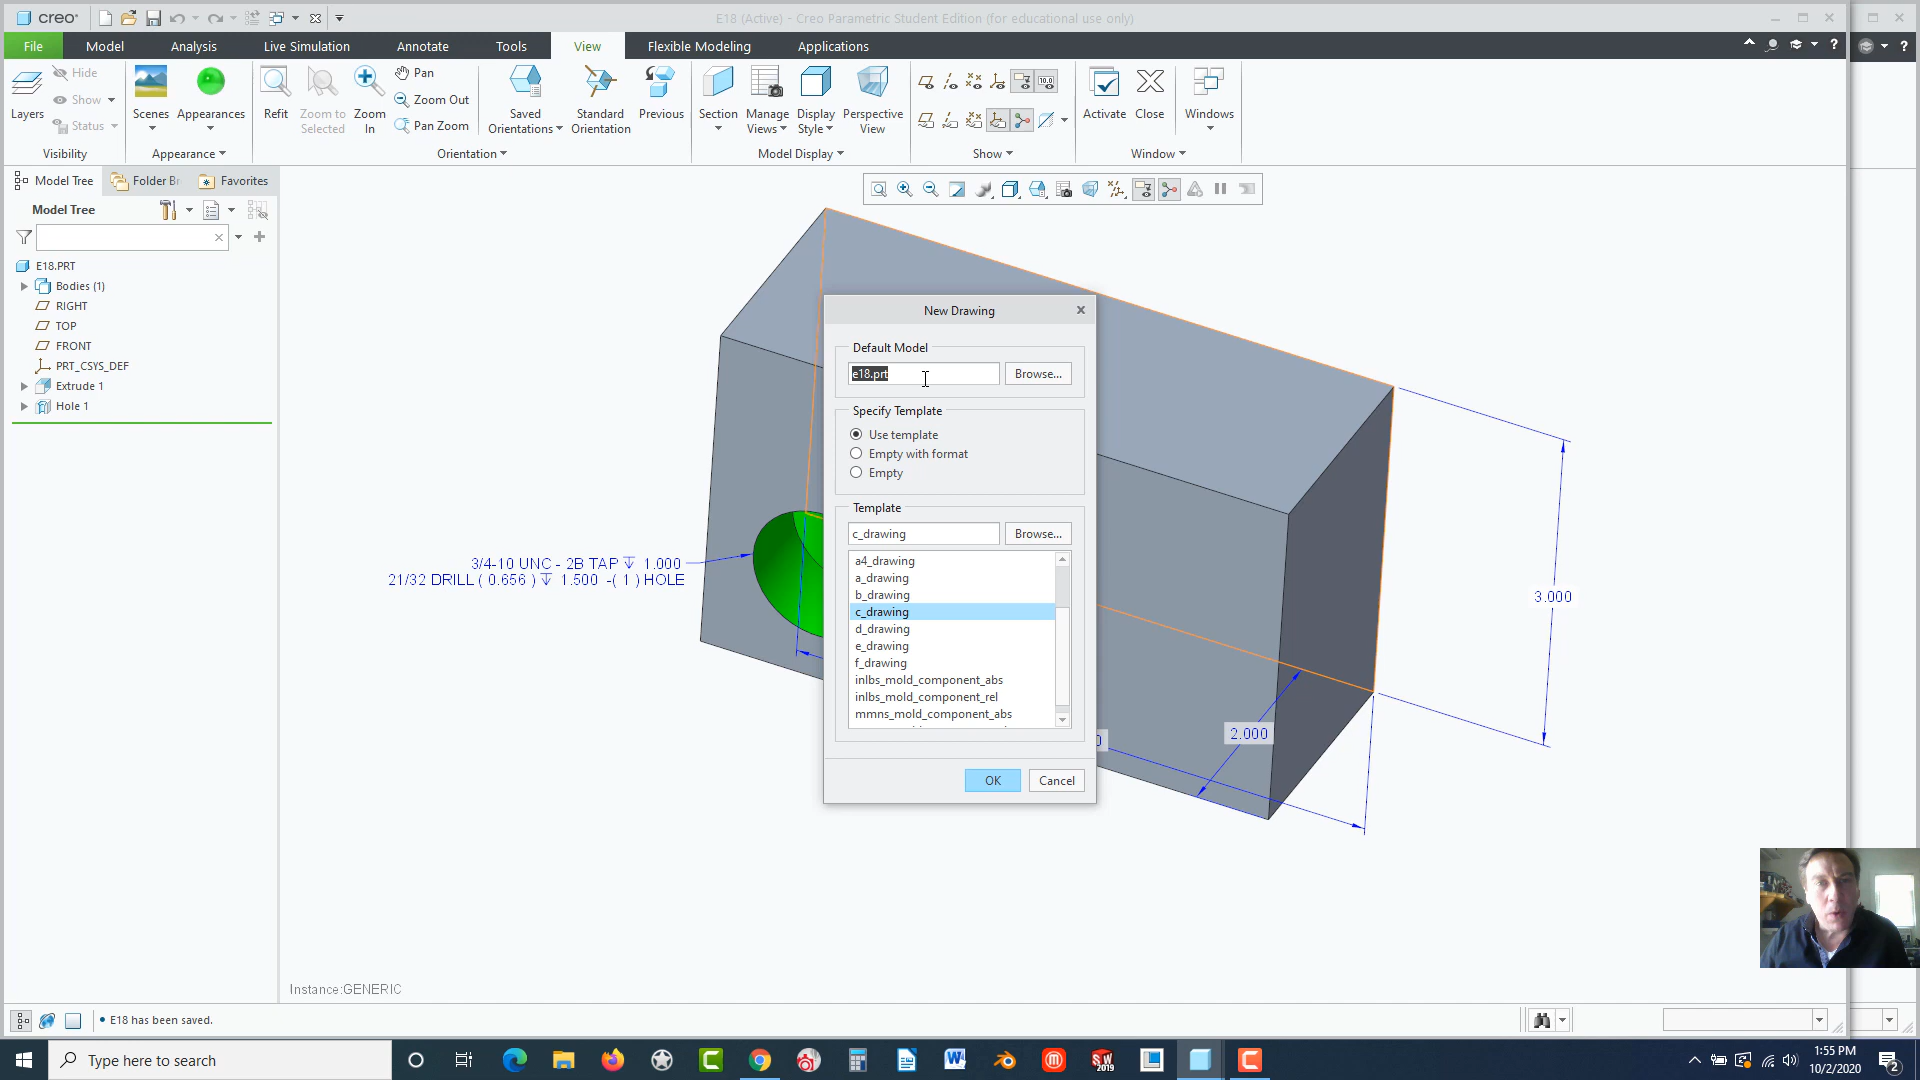 creo
E18 (Active) - Creo Parametric Student Edition (for educational use only)
File
Model
Analysis
Live Simulation
Annotate
Tools
View
Flexible Modeling
Applications
Layers
Hide
Show
Status
Visibility
Scenes
Appearances
Appearance
Refit
Zoom to Selected
Zoom In
Pan
Zoom Out
Pan Zoom
Saved Orientations
Standard Orientation
Previous
Orientation
Section
Manage Views
Display Style
Perspective View
Model Display
10.0
Show
Activate
Close
Windows
Window
Model Tree
Folder Br
Favorites
Model Tree
E18.PRT
Bodies (1)
RIGHT
TOP
FRONT
PRT_CSYS_DEF
Extrude 1
Hole 1
3/4-10 UNC - 2B TAP ↧ 1.000
21/32 DRILL ( 0.656 ) ↧ 1.500 -( 1 ) HOLE
3.000
2.000
New Drawing
Default Model
e18.prt
Browse...
Specify Template
Use template
Empty with format
Empty
Template
c_drawing
Browse...
a4_drawing
a_drawing
b_drawing
c_drawing
d_drawing
e_drawing
f_drawing
inlbs_mold_component_abs
inlbs_mold_component_rel
mmns_mold_component_abs
OK
Cancel
Instance:GENERIC
• E18 has been saved.
Type here to search
SW 2019
1:55 PM
10/2/2020
2